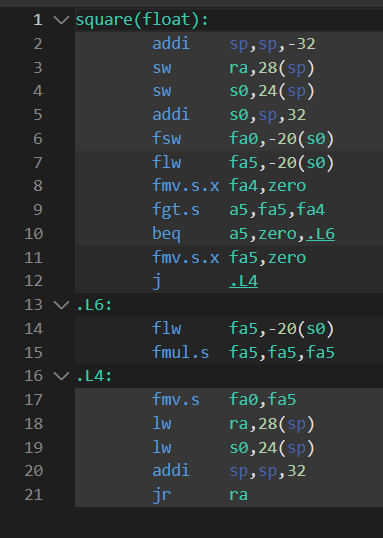 1 square(float):
2 addi sp,sp,-32
3 sw ra,28(sp)
4 sw s0,24(sp)
5 addi s0,sp,32
6 fsw fa0,-20(s0)
7 flw fa5,-20(s0)
8 fmv.s.x fa4,zero
9 fgt.s a5,fa5,fa4
10 beq a5,zero,.L6
11 fmv.s.x fa5,zero
12 j .L4
13 .L6:
14 flw fa5,-20(s0)
15 fmul.s fa5,fa5,fa5
16 .L4:
17 fmv.s fa0,fa5
18 lw ra,28(sp)
19 lw s0,24(sp)
20 addi sp,sp,32
21 jr ra